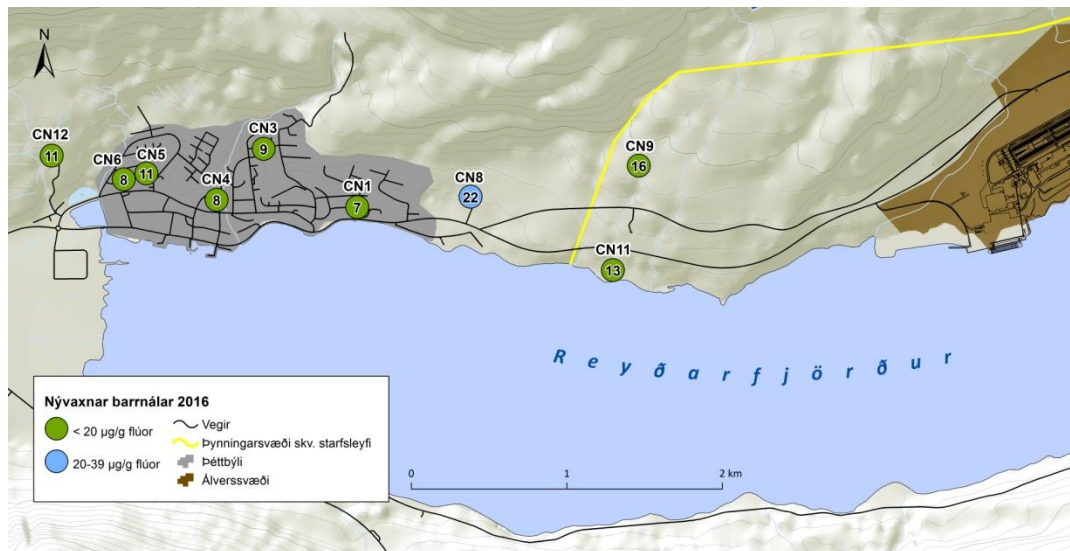 N
CN12
11
CN6
8
CN5
11
CN4
8
CN3
9
CN1
7
CN8
22
CN9
16
CN11
13
Reyðarfjörður
Nývaxnar barrnálar 2016
< 20 µg/g flúor
20-39 µg/g flúor
Vegir
Þynningarsvæði skv. starfsleyfi
Þéttbýli
Álverssvæði
0 1 2 km